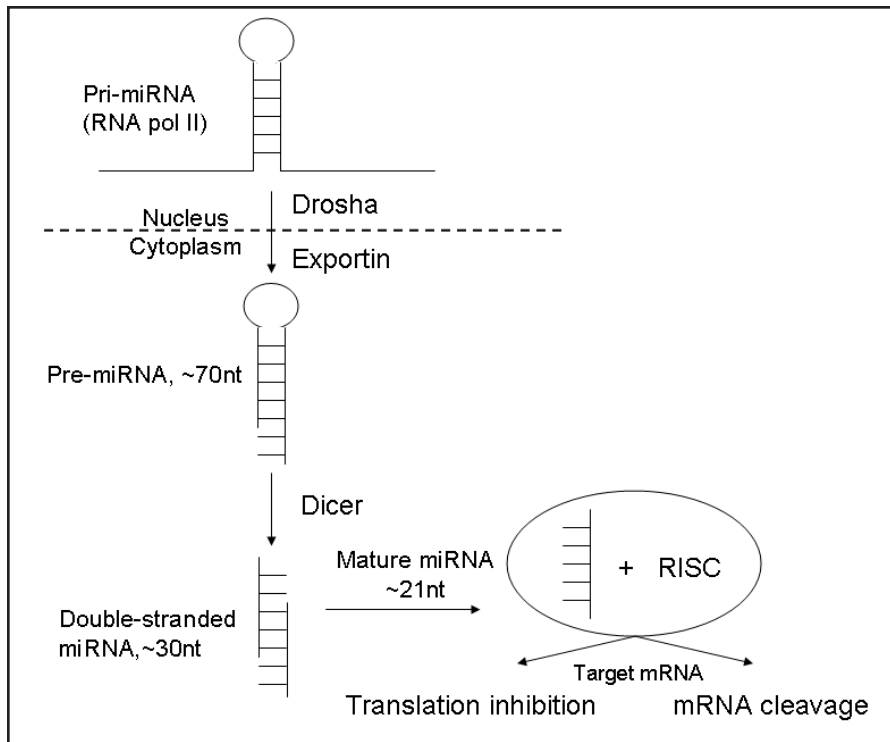 Pri-miRNA
(RNA pol II)
Drosha
Nucleus
Cytoplasm
Exportin
Pre-miRNA, ~70nt
Dicer
Mature miRNA
~21nt
+ RISC
Double-stranded
miRNA,~30nt
Target mRNA
Translation inhibition
mRNA cleavage